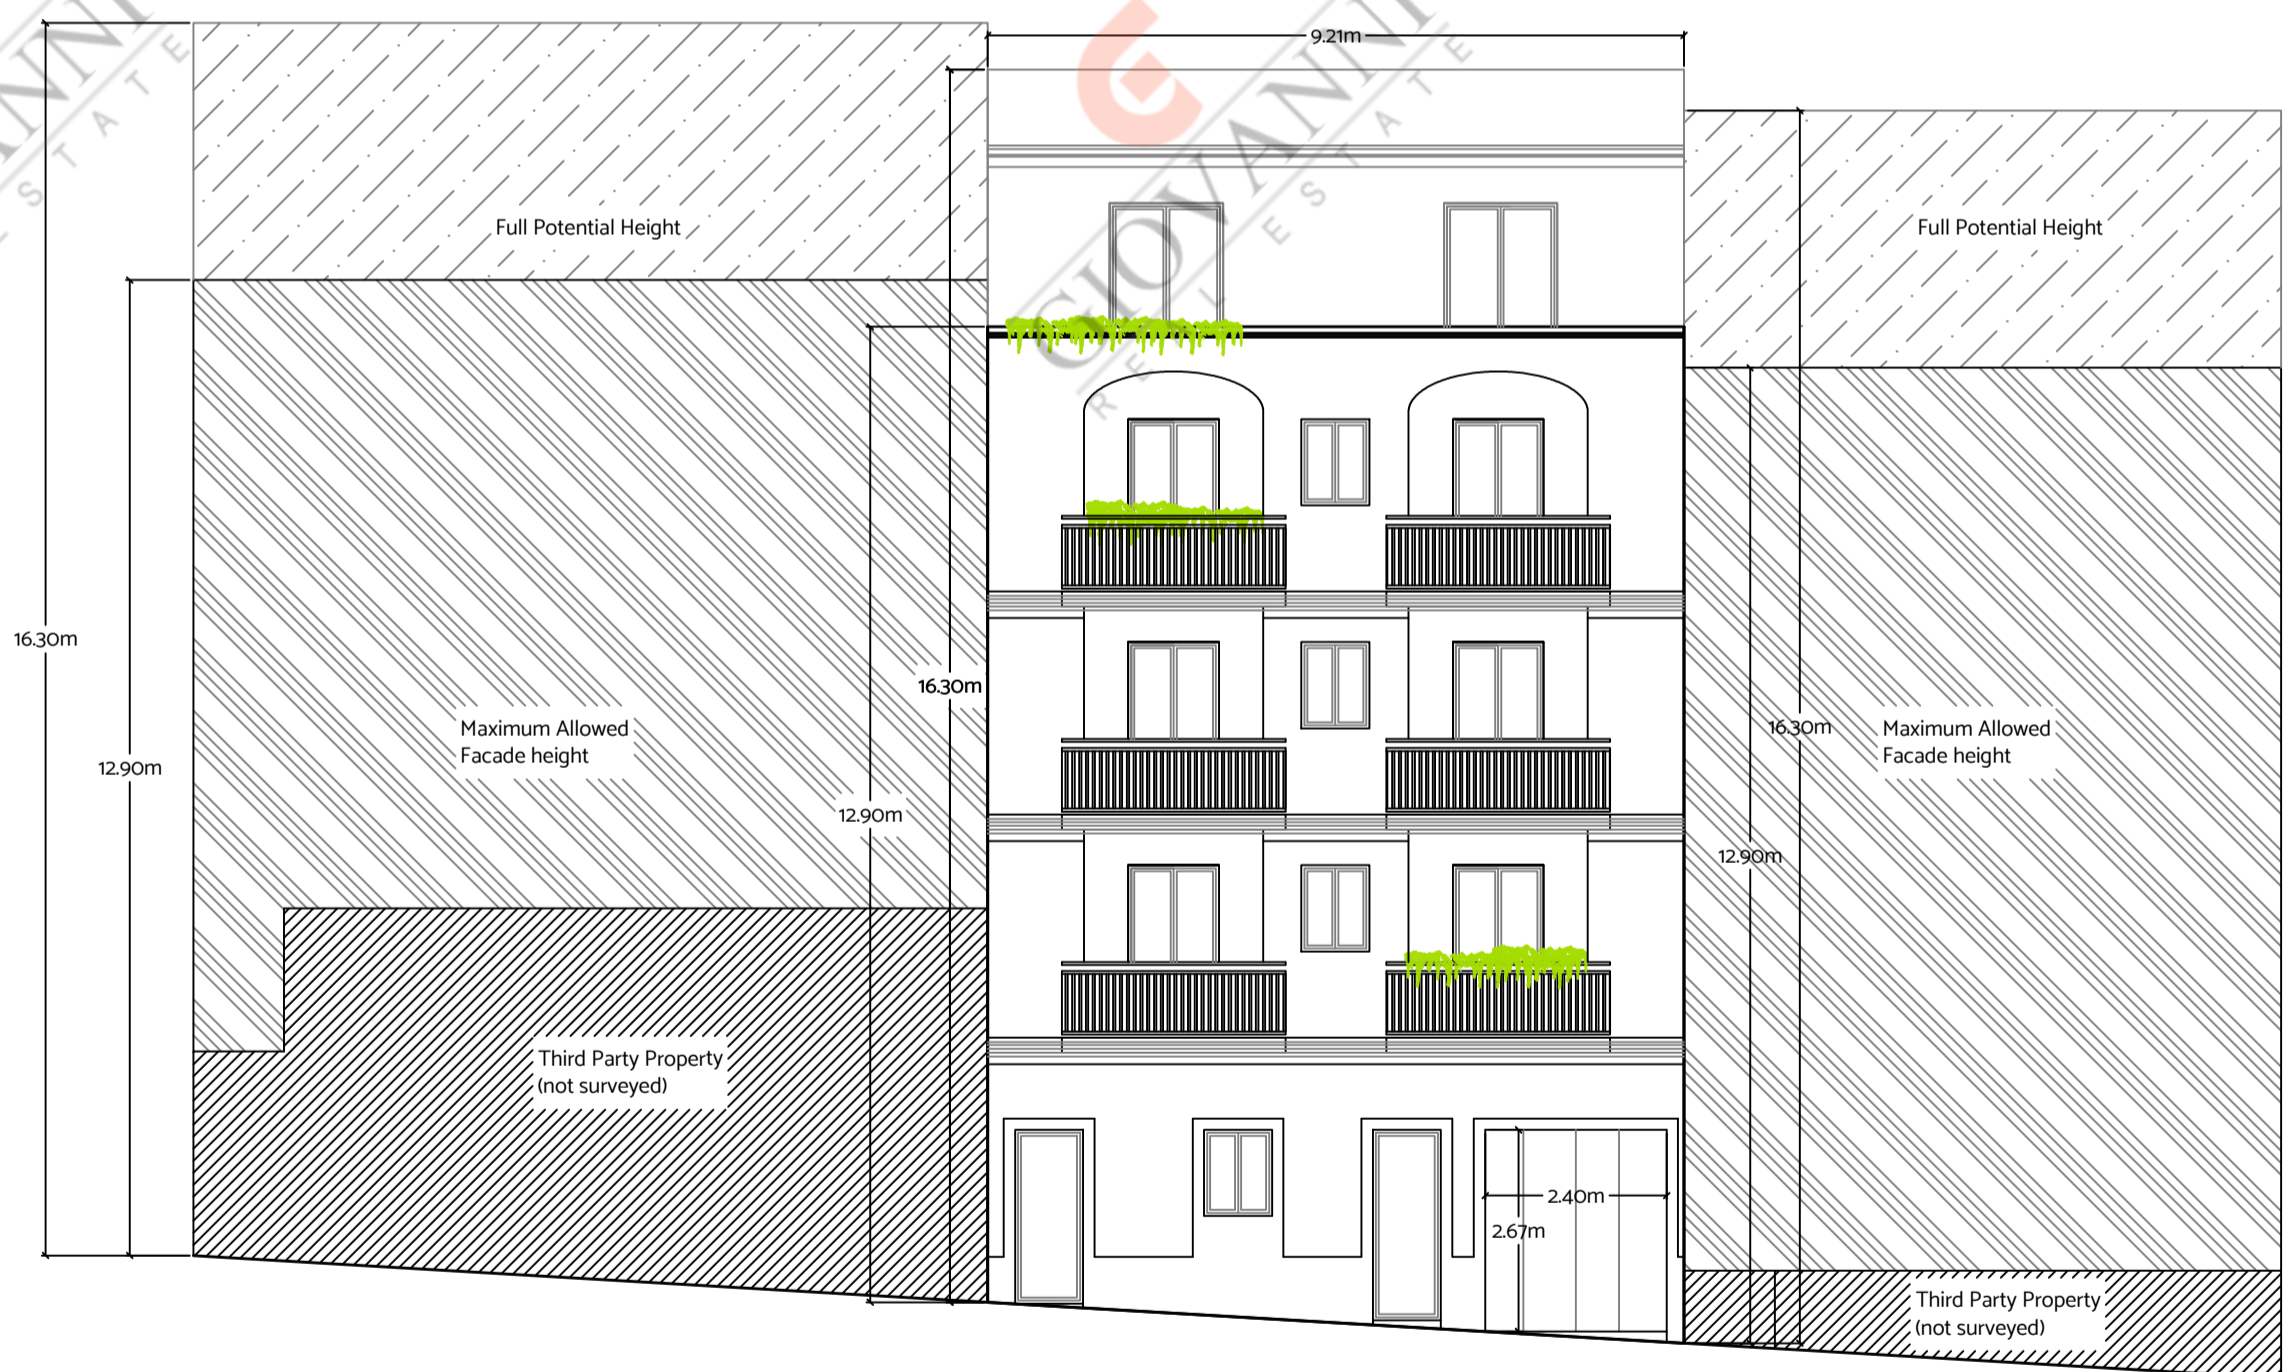 9.21m
Full Potential Height
Full Potential Height
16.30m
12.90m
Maximum Allowed
Facade height
16.30m
12.90m
16.30m
12.90m
Maximum Allowed
Facade height
Third Party Property
(not surveyed)
2.40m
2.67m
Third Party Property
(not surveyed)
GIOVANNI
ESTATE